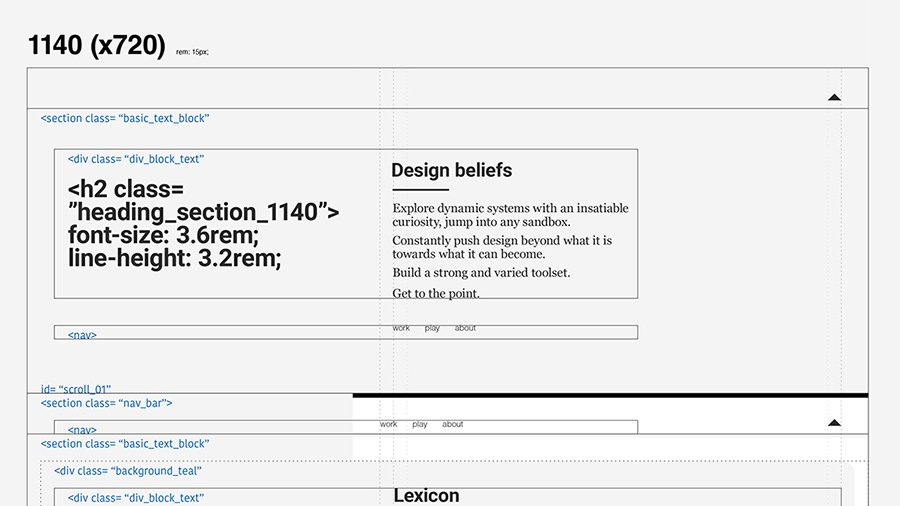 1140 (x720) rem: 15px;
<section class= “basic_text_block”
<div class= “div_block_text”
<h2 class=
”heading_section_1140”>
font-size: 3.6rem;
line-height: 3.2rem;
Design beliefs
Explore dynamic systems with an insatiable
curiosity, jump into any sandbox.
Constantly push design beyond what it is
towards what it can become.
Build a strong and varied toolset.
Get to the point.
<nav>
work play about
id= “scroll_01”
<section class= “nav_bar”>
<nav>
work play about
<section class= “basic_text_block”
<div class= “background_teal”
<div class= “div_block_text”
Lexicon